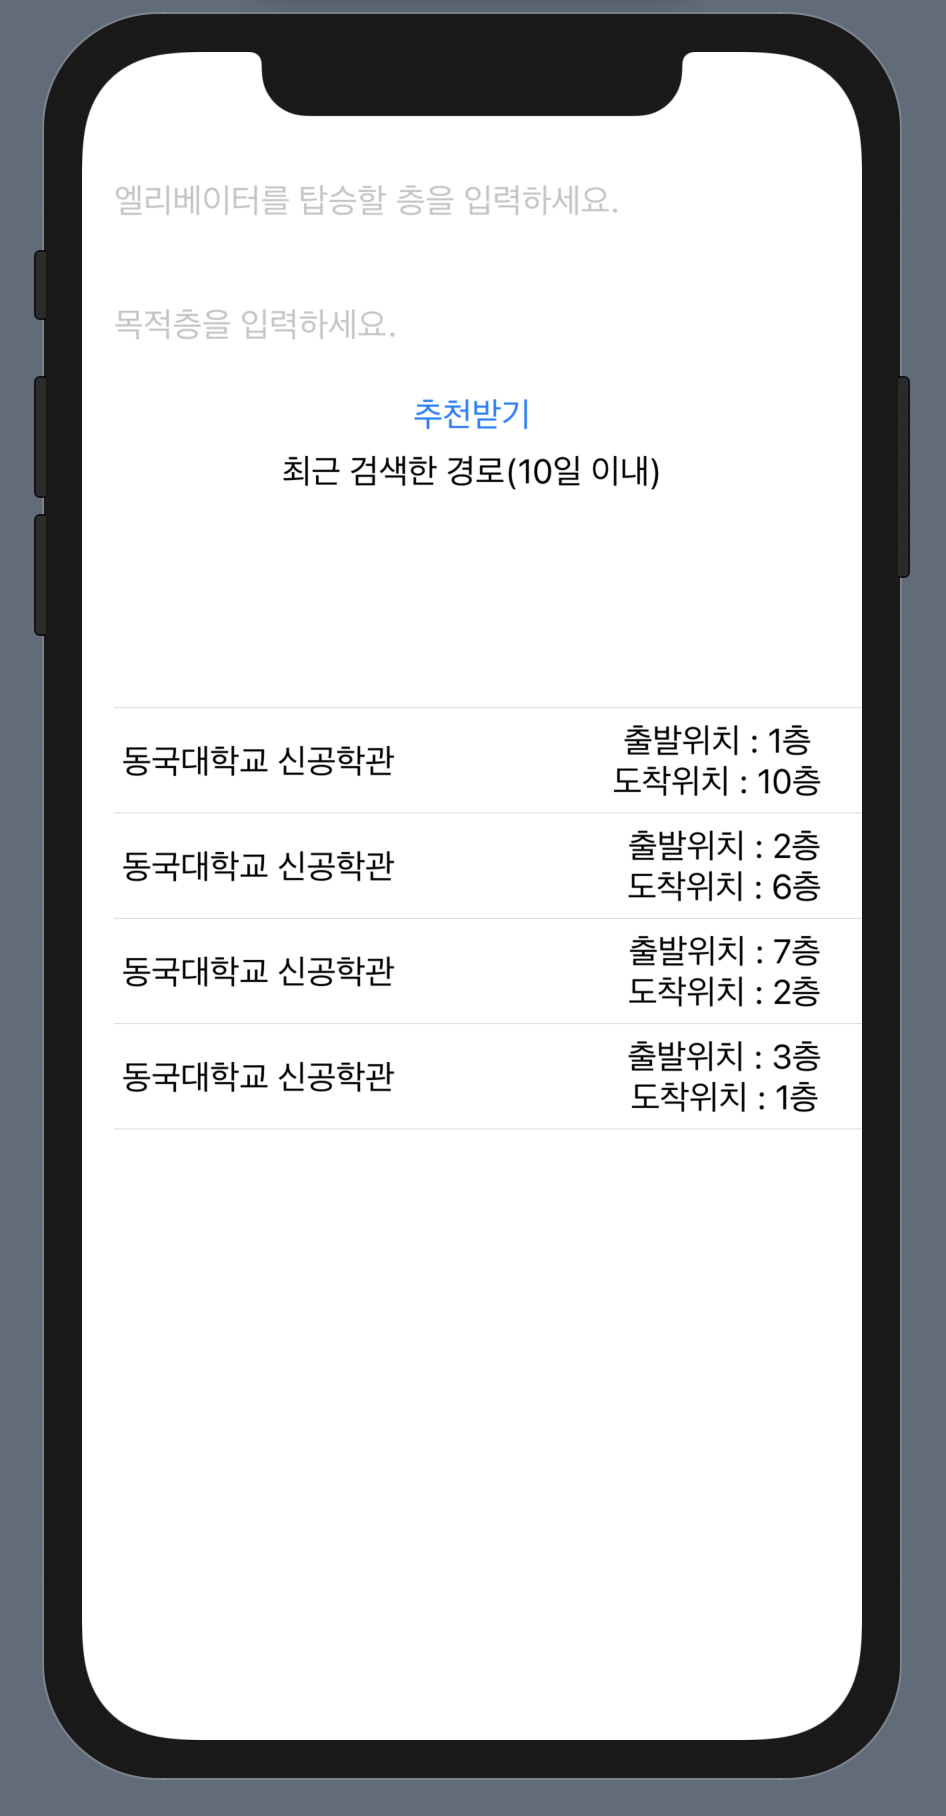 엘리베이터를 탑승할 층을 입력하세요.
목적층을 입력하세요.
추천받기
최근 검색한 경로(10일 이내)
동국대학교 신공학관
출발위치 : 1층
도착위치 : 10층
동국대학교 신공학관
출발위치 : 2층
도착위치 : 6층
동국대학교 신공학관
출발위치 : 7층
도착위치 : 2층
동국대학교 신공학관
출발위치 : 3층
도착위치 : 1층